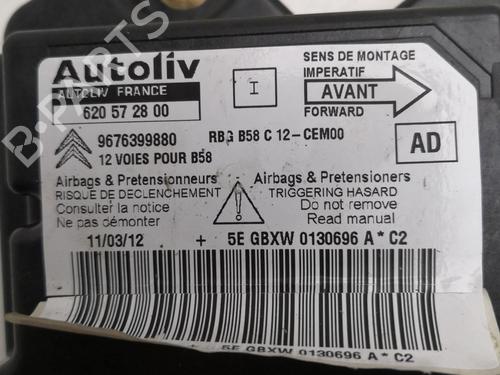 Autoliv
AUTOLIV FRANCE
620 57 28 00
I
SENS DE MONTAGE
IMPERATIF
AVANT
FORWARD
9676399880
RBG B58 C 12-CEM00
12 VOIES POUR B58
AD
Airbags & Pretensionneurs
RISQUE DE DECLENCHEMENT
Consulter la notice
Ne pas démonter
Airbags & Pretensioners
TRIGGERING HASARD
Do not remove
Read manual
11/03/12 + 5E GBXW 0130696 A * C2
5E GBXW 0130696 A * C2
B-PARTS